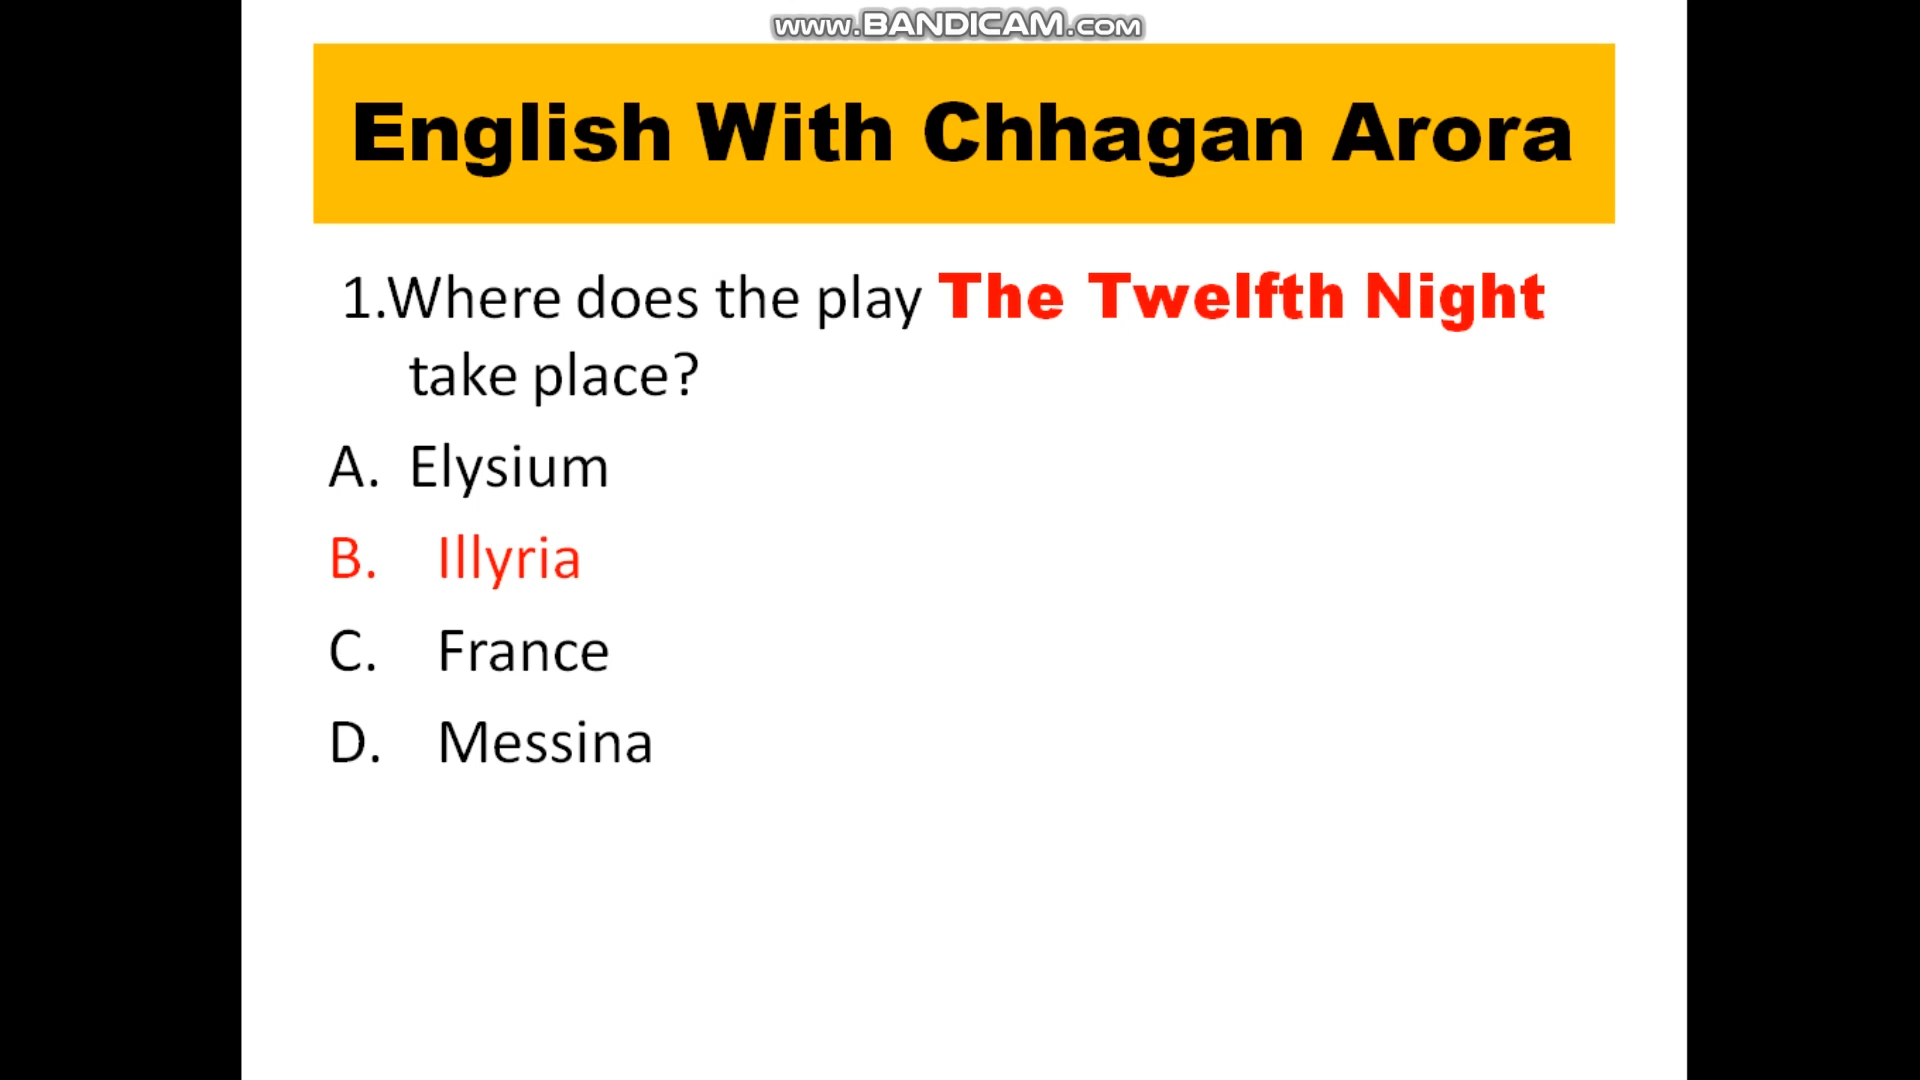 www.BANDICAM.com
English With Chhagan Arora
1.Where does the play The Twelfth Night
take place?
A. Elysium
B. Illyria
C. France
D. Messina